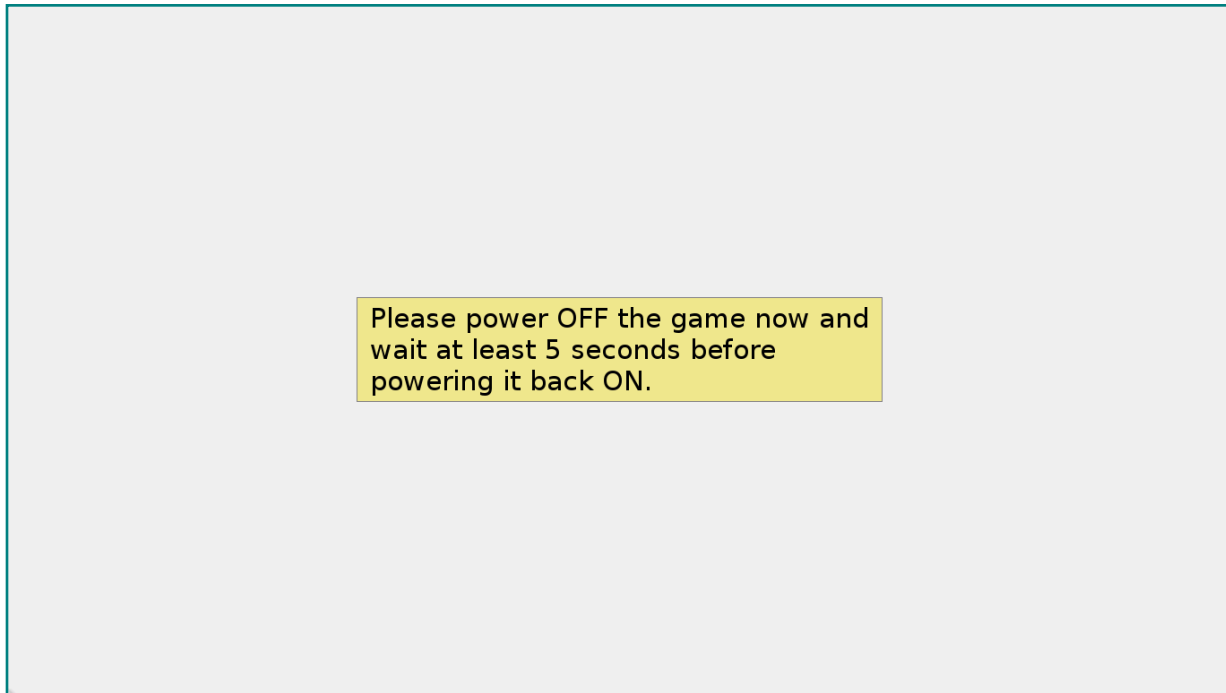 Please power OFF the game now and
wait at least 5 seconds before
powering it back ON.